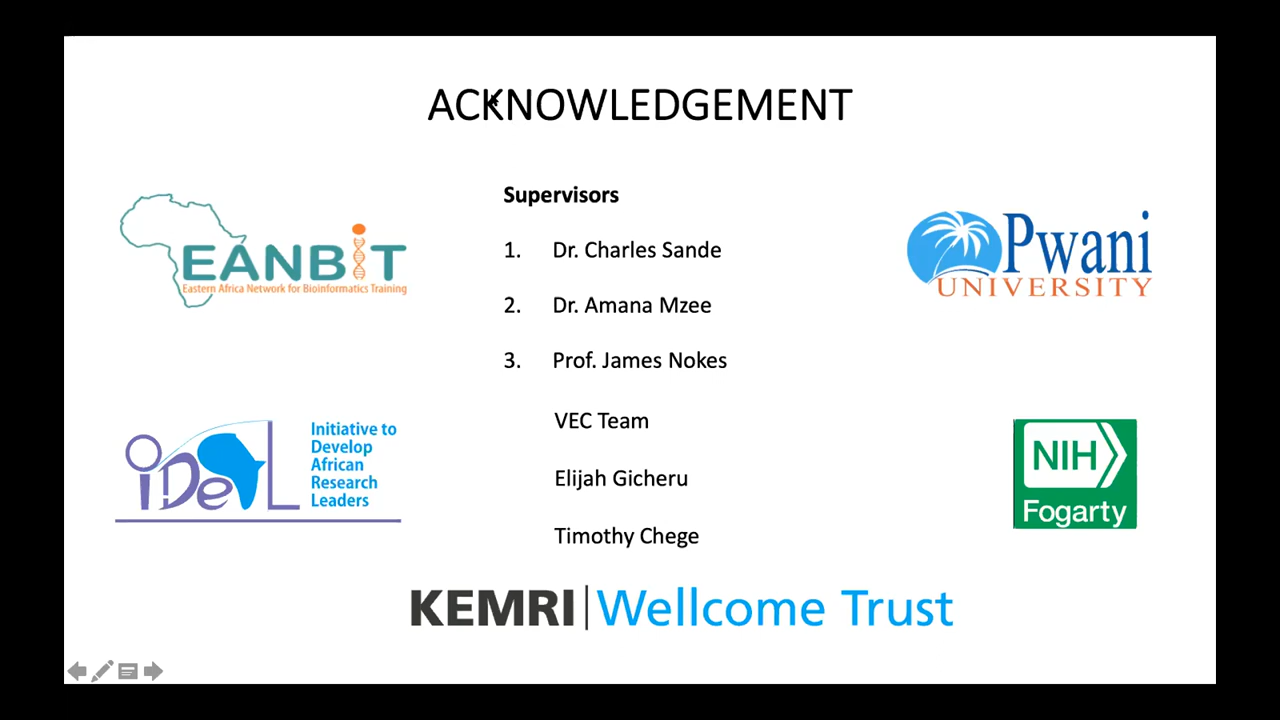 ACKNOWLEDGEMENT
Supervisors
1. Dr. Charles Sande
2. Dr. Amana Mzee
3. Prof. James Nokes
VEC Team
Elijah Gicheru
Timothy Chege
EANBiT
Eastern Africa Network for Bioinformatics Training
Pwani
UNIVERSITY
iDeAL
Initiative to
Develop
African
Research
Leaders
NIH
Fogarty
KEMRI | Wellcome Trust